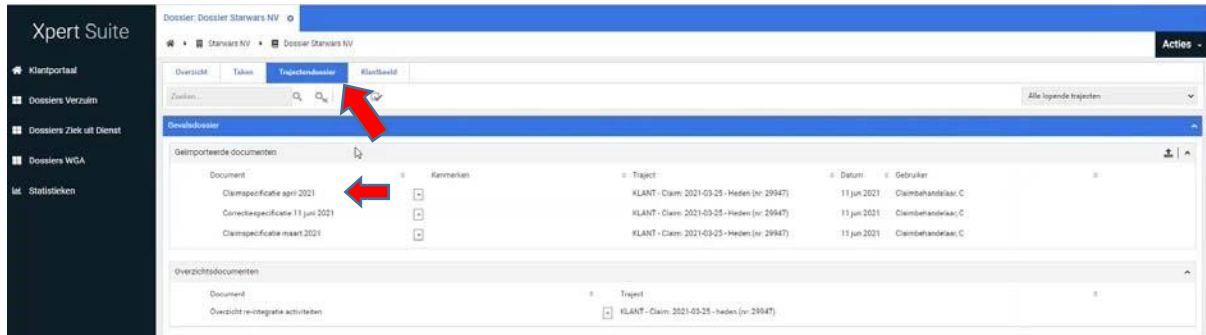 Xpert Suite
Klantportaal
Dossiers Verzuim
Dossiers Ziek uit Dienst
Dossiers WGA
Statistieken
Dossier: Dossier Starwars NV
Starwars NV Dossier Starwars NV
Acties
Overzicht Taken Trajectendossier Klantbeeld
Zoeken... Alle lopende trajecten
Gevalsdossier
Geïmporteerde documenten
Document Kenmerken Traject Datum Gebruiker
Claimspecificatie april 2021 KLANT - Claim: 2021-03-25 - Heden (nr: 29947) 11 jun 2021 Claimbehandelaar, C
Correctiespecificatie 11 juni 2021 KLANT - Claim: 2021-03-25 - Heden (nr: 29947) 11 jun 2021 Claimbehandelaar, C
Claimspecificatie maart 2021 KLANT - Claim: 2021-03-25 - Heden (nr: 29947) 11 jun 2021 Claimbehandelaar, C
Overzichtsdocumenten
Document Traject
Overzicht re-integratie activiteiten KLANT - Claim: 2021-03-25 - heden (nr: 29947)